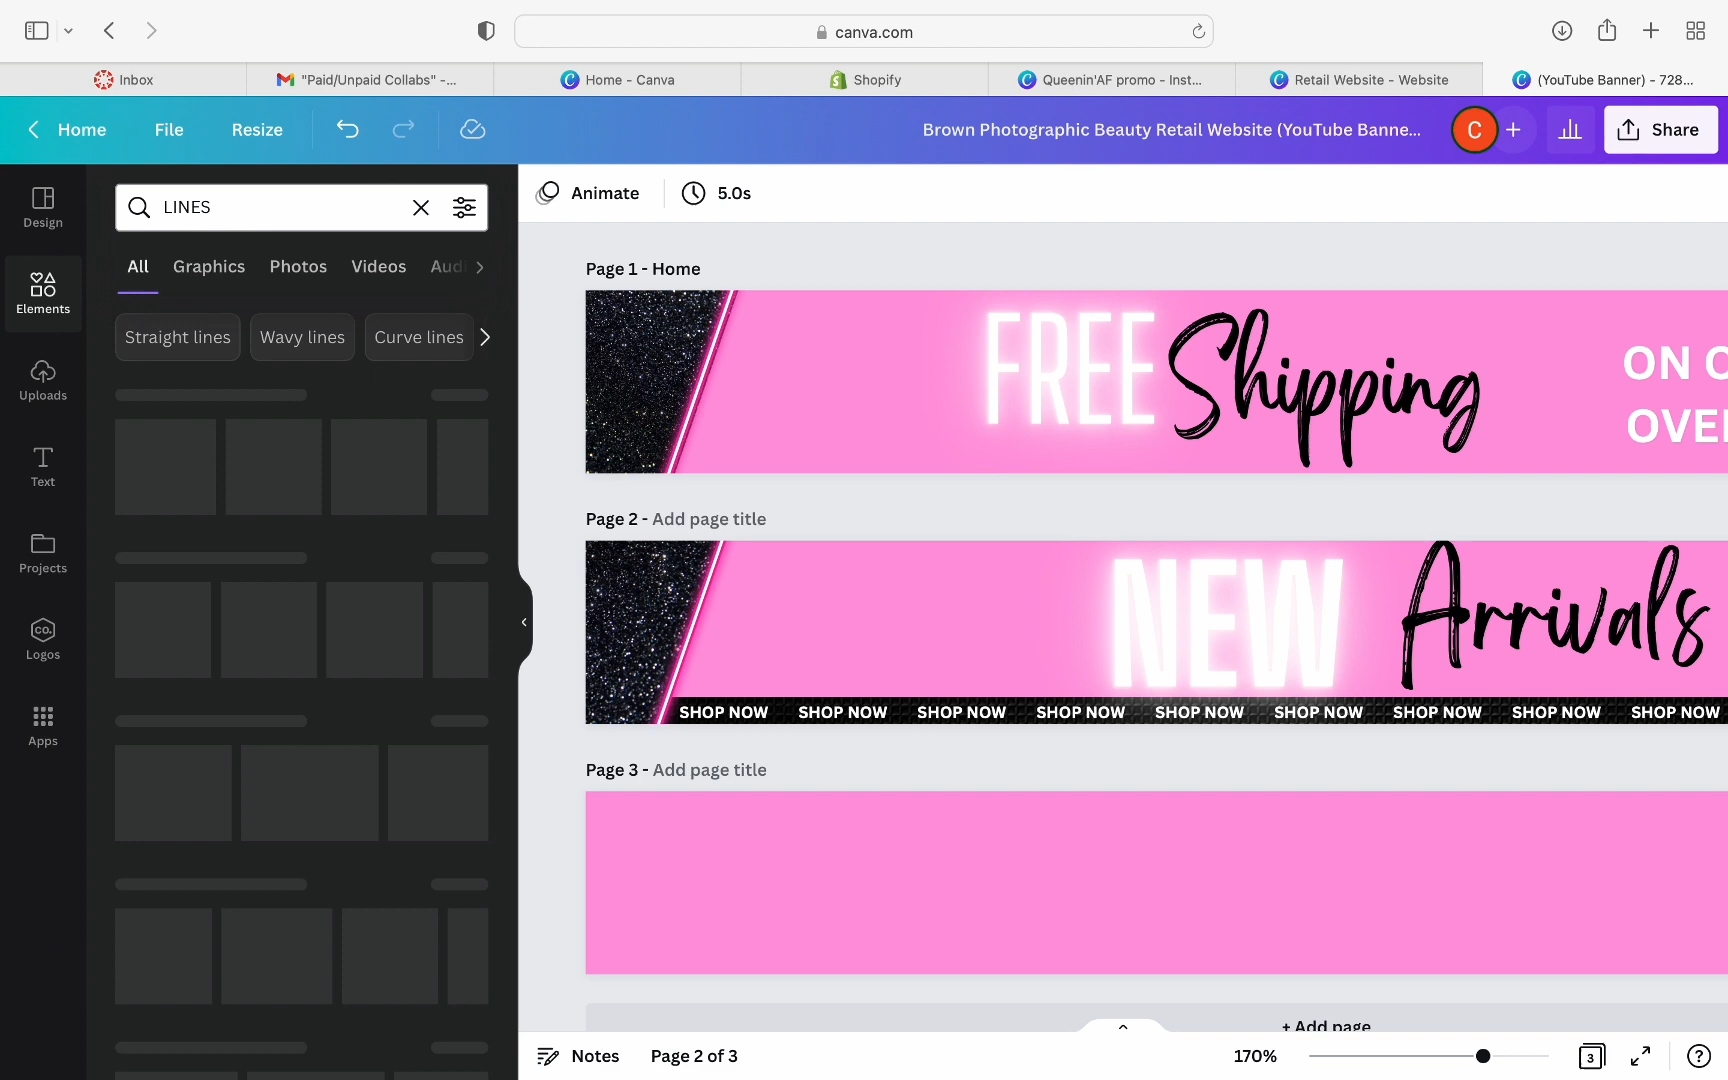 canva.com
Inbox
"Paid/Unpaid Collabs" -...
Home - Canva
Shopify
Queenin'AF promo - Inst...
Retail Website - Website
(YouTube Banner) - 728...
Home
File
Resize
Brown Photographic Beauty Retail Website (YouTube Banne...
C
Share
Design
Elements
Uploads
Text
Projects
CO.
Logos
Apps
LINES
All
Graphics
Photos
Videos
Aud
Straight lines
Wavy lines
Curve lines
Animate
5.0s
Page 1 - Home
FREE Shipping
ON O
OVE
Page 2 - Add page title
NEW Arrivals
SHOP NOW SHOP NOW SHOP NOW SHOP NOW SHOP NOW SHOP NOW SHOP NOW SHOP NOW SHOP NOW
Page 3 - Add page title
+ Add page
Notes
Page 2 of 3
170%
3
?